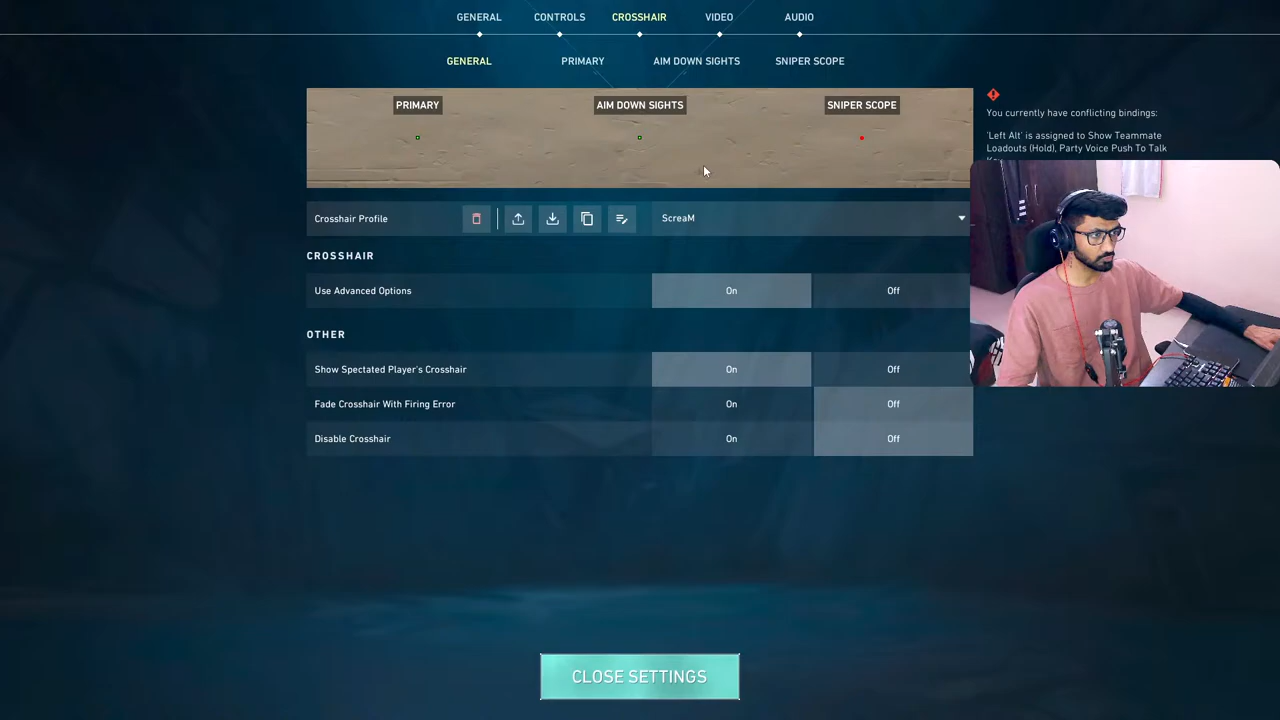 GENERAL CONTROLS CROSSHAIR VIDEO AUDIO
GENERAL PRIMARY AIM DOWN SIGHTS SNIPER SCOPE
PRIMARY AIM DOWN SIGHTS SNIPER SCOPE
You currently have conflicting bindings:
'Left Alt' is assigned to Show Teammate
Loadouts (Hold), Party Voice Push To Talk
Crosshair Profile ScreaM
CROSSHAIR
Use Advanced Options On Off
OTHER
Show Spectated Player's Crosshair On Off
Fade Crosshair With Firing Error On Off
Disable Crosshair On Off
CLOSE SETTINGS